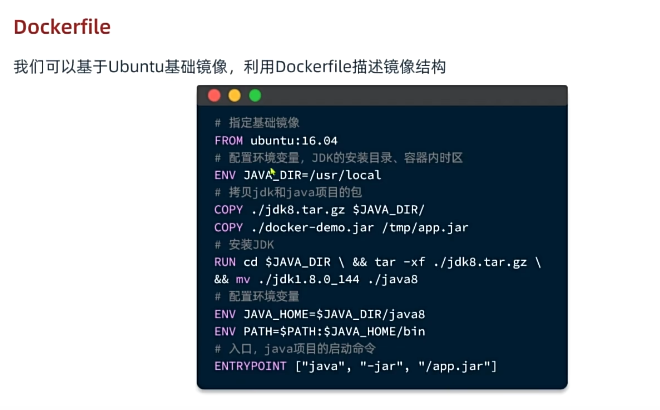 Dockerfile
我们可以基于Ubuntu基础镜像，利用Dockerfile描述镜像结构
# 指定基础镜像
FROM ubuntu:16.04
# 配置环境变量，JDK的安装目录、容器内时区
ENV JAVA_DIR=/usr/local
# 拷贝jdk和java项目的包
COPY ./jdk8.tar.gz $JAVA_DIR/
COPY ./docker-demo.jar /tmp/app.jar
# 安装JDK
RUN cd $JAVA_DIR \ && tar -xf ./jdk8.tar.gz \
&& mv ./jdk1.8.0_144 ./java8
# 配置环境变量
ENV JAVA_HOME=$JAVA_DIR/java8
ENV PATH=$PATH:$JAVA_HOME/bin
# 入口，java项目的启动命令
ENTRYPOINT ["java", "-jar", "/app.jar"]